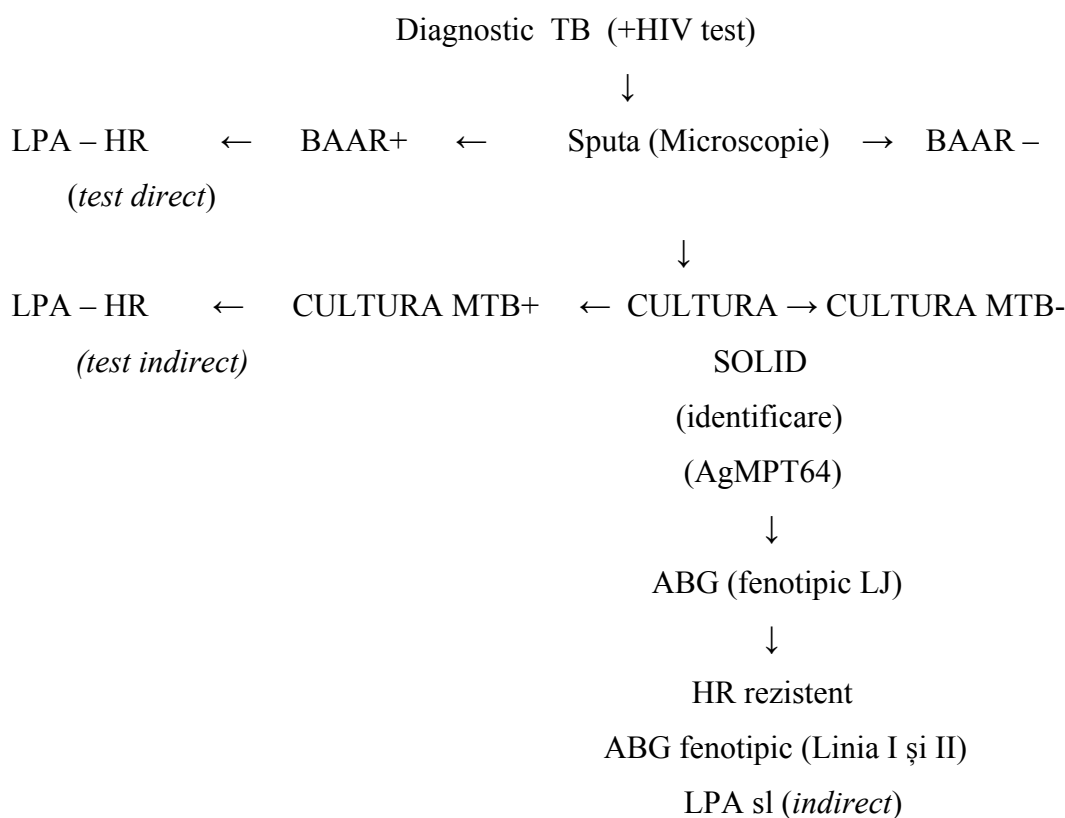 Diagnostic TB (+HIV test)
↓
LPA – HR ← BAAR+ ← Sputa (Microscopie) → BAAR –
(test direct)
↓
LPA – HR ← CULTURA MTB+ ← CULTURA → CULTURA MTB-
(test indirect) SOLID
(identificare)
(AgMPT64)
↓
ABG (fenotipic LJ)
↓
HR rezistent
ABG fenotipic (Linia I și II)
LPA sl (indirect)